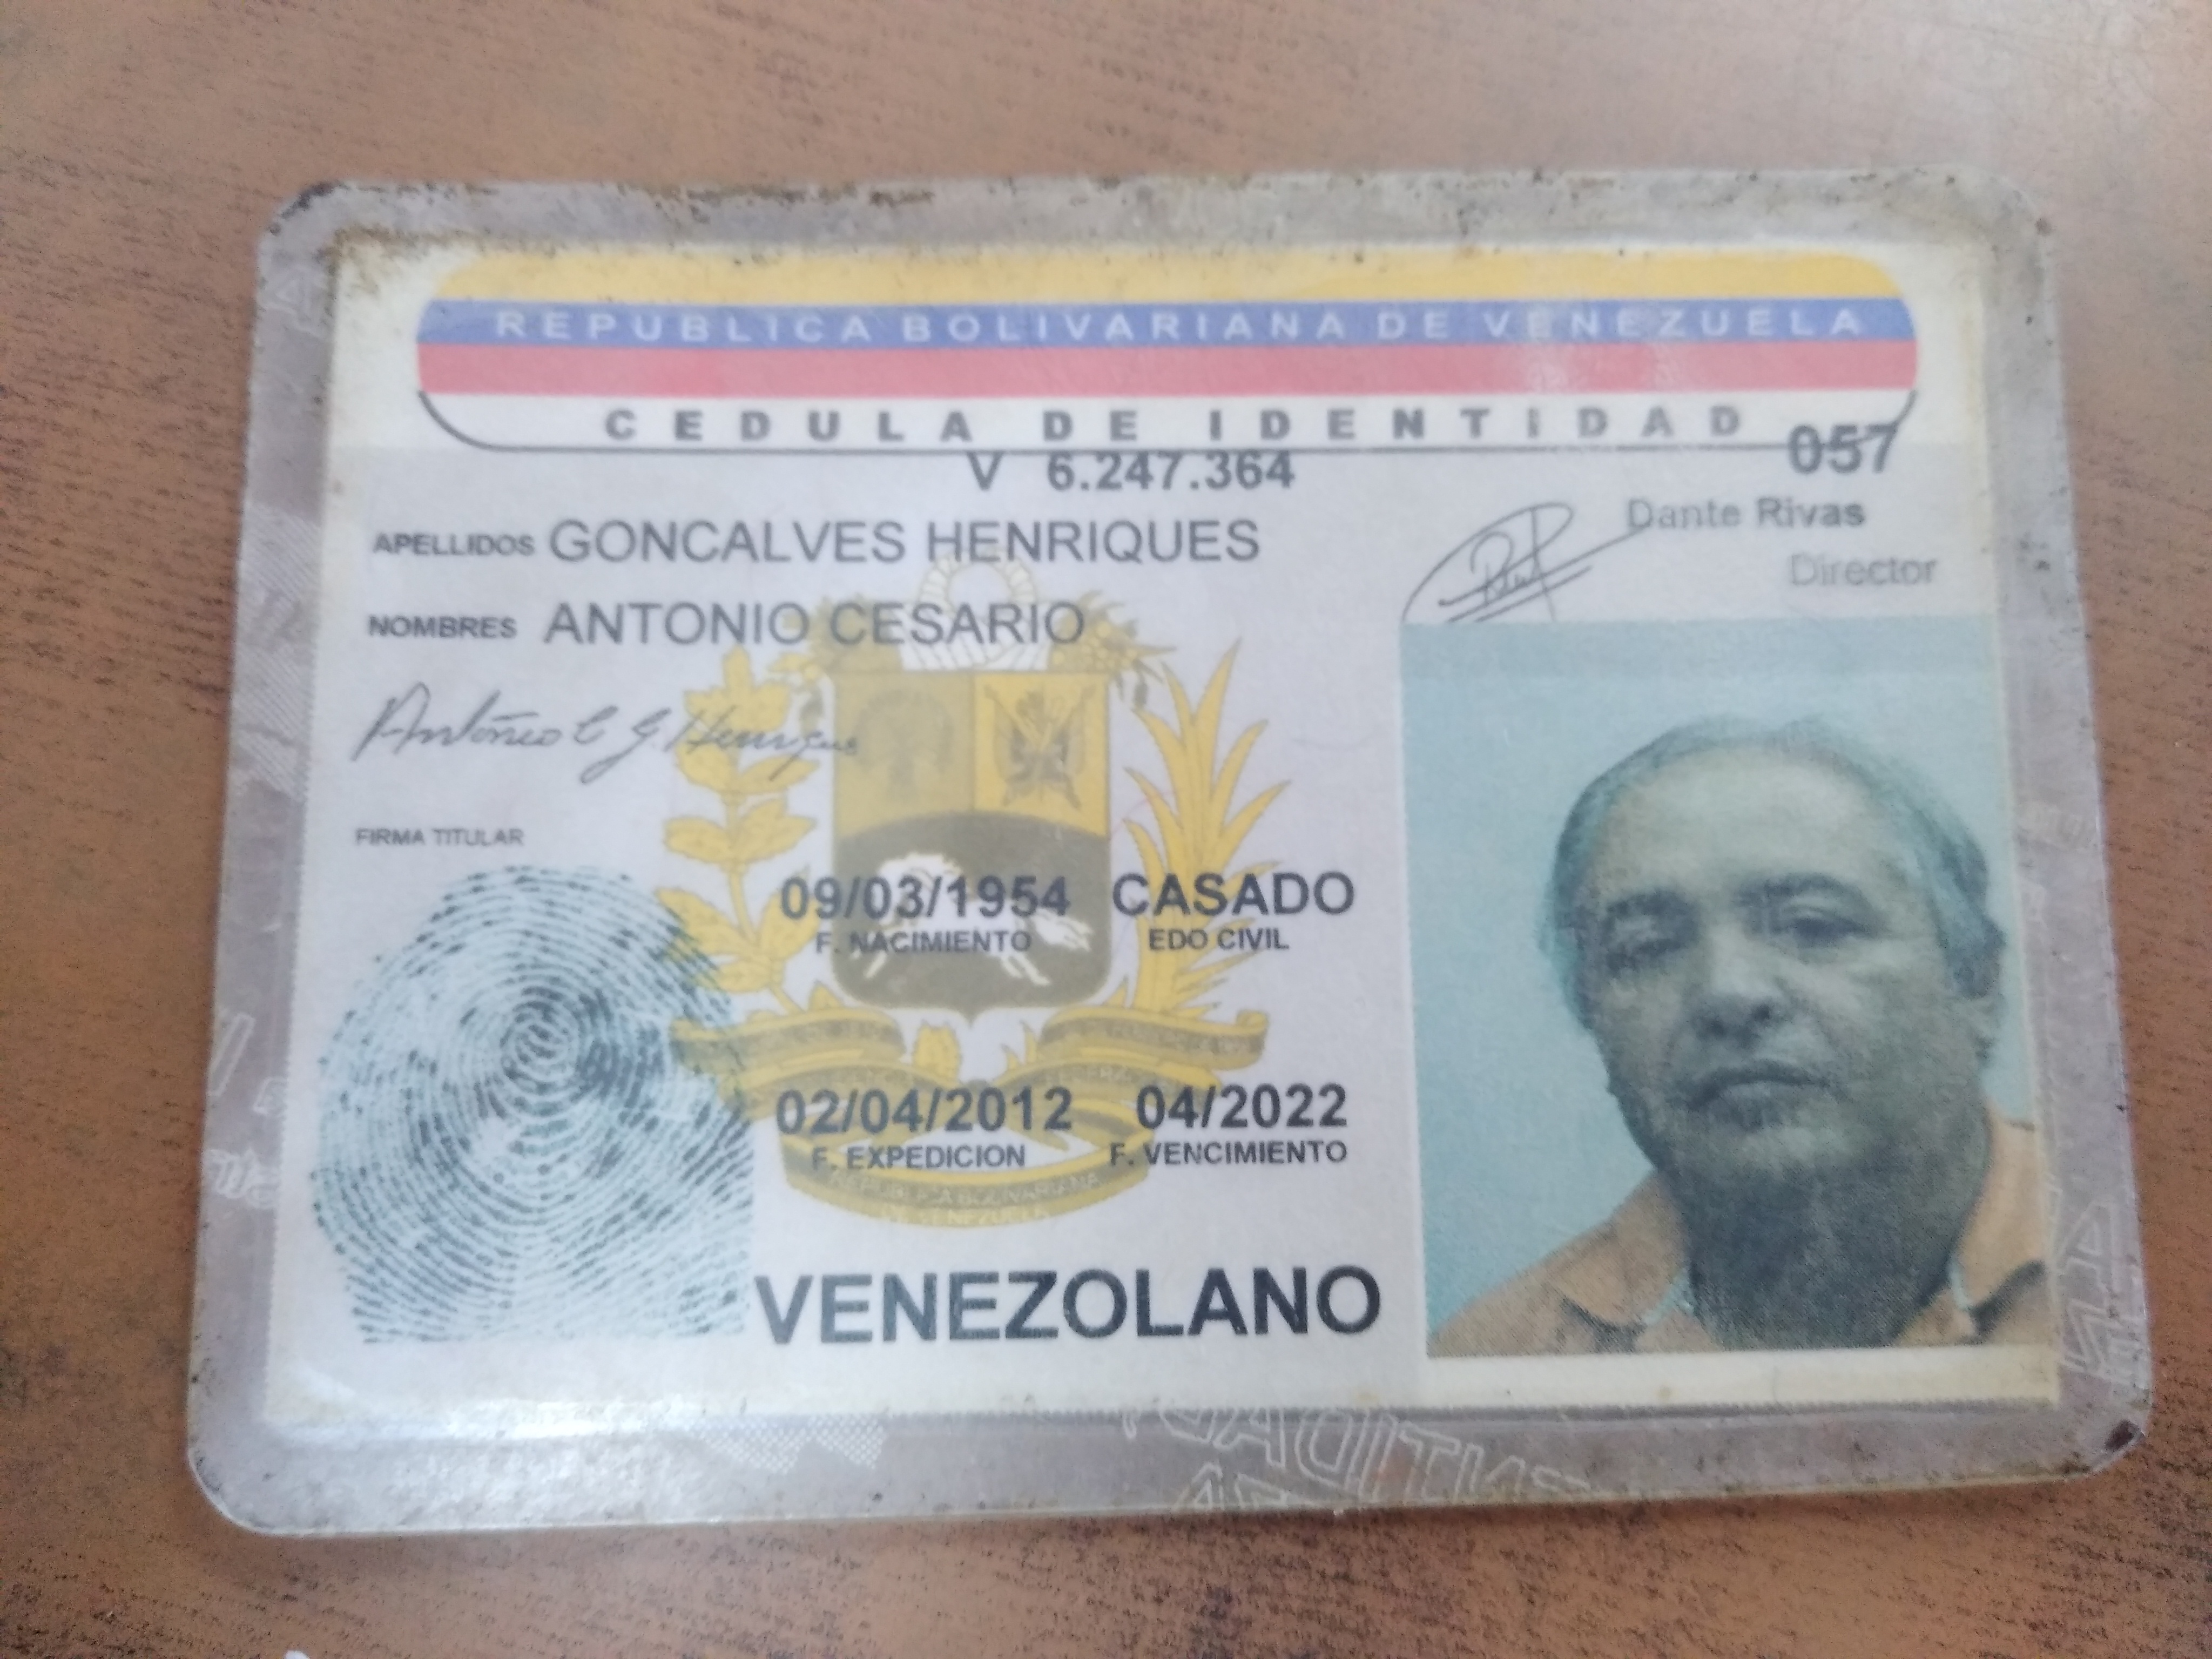 REPUBLICA BOLIVARIANA DE VENEZUELA
CEDULA DE IDENTIDAD
057
V 6.247.364
Dante Rivas
Director
APELLIDOS GONCALVES HENRIQUES
NOMBRES ANTONIO CESARIO
Antonio C G Henriques
FIRMA TITULAR
09/03/1954 CASADO
F. NACIMIENTO EDO CIVIL
02/04/2012 04/2022
F. EXPEDICION F. VENCIMIENTO
REPUBLICA BOLIVARIANA
DE VENEZUELA
VENEZOLANO